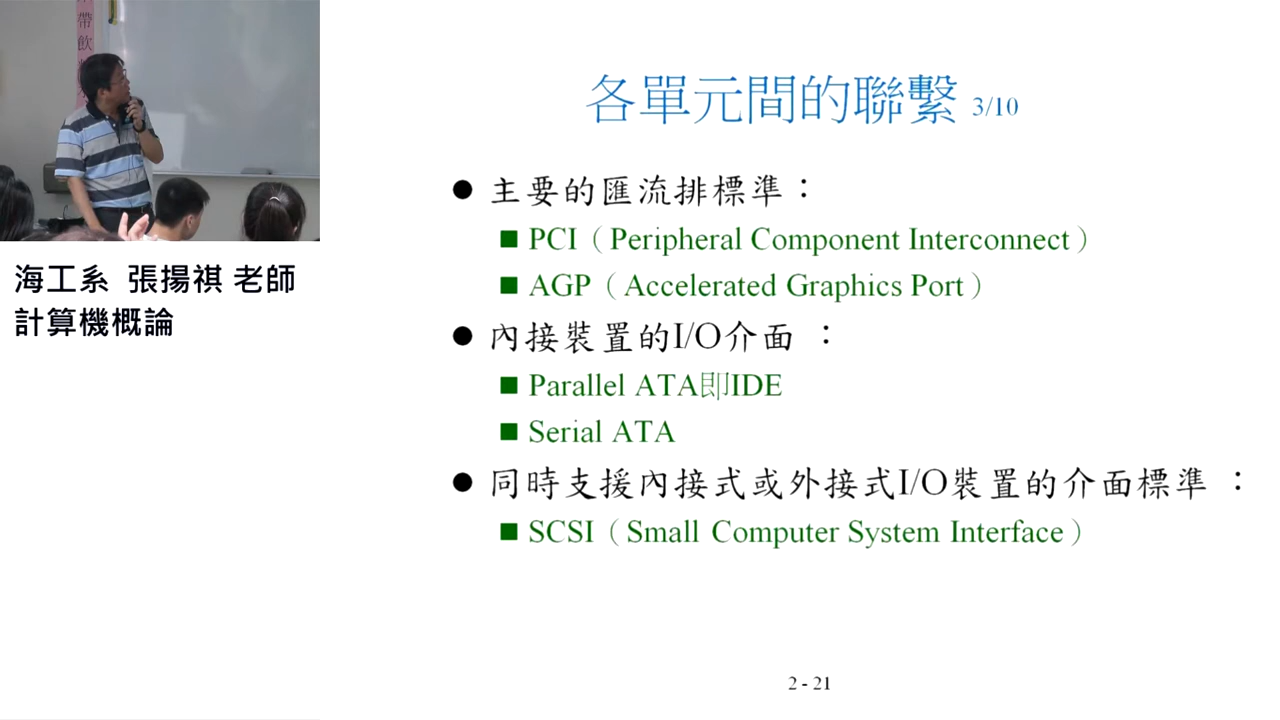 帶飲
海工系 張揚祺 老師
計算機概論
各單元間的聯繫 3/10
● 主要的匯流排標準：
■ PCI（Peripheral Component Interconnect）
■ AGP（Accelerated Graphics Port）
● 內接裝置的I/O介面 ：
■ Parallel ATA即IDE
■ Serial ATA
● 同時支援內接式或外接式I/O裝置的介面標準 ：
■ SCSI（Small Computer System Interface）
2 - 21